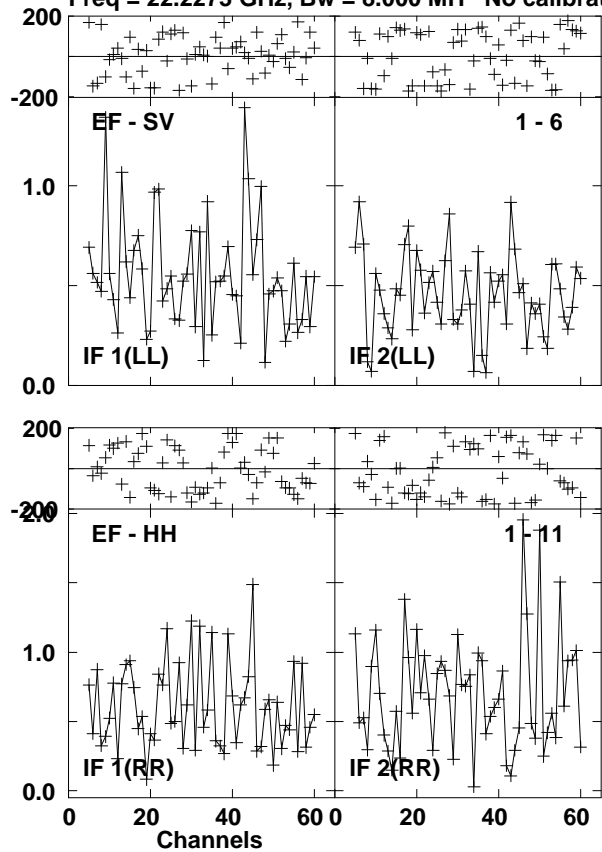 Freq = 22.2273 GHz, Bw = 8.000 MH No calibrat
200
-200
EF - SV
1 - 6
1.0
IF 1(LL)
IF 2(LL)
0.0
200
-200
2.0
EF - HH
1 - 11
1.0
IF 1(RR)
IF 2(RR)
0.0
0 20 40 60 0 20 40 60
Channels